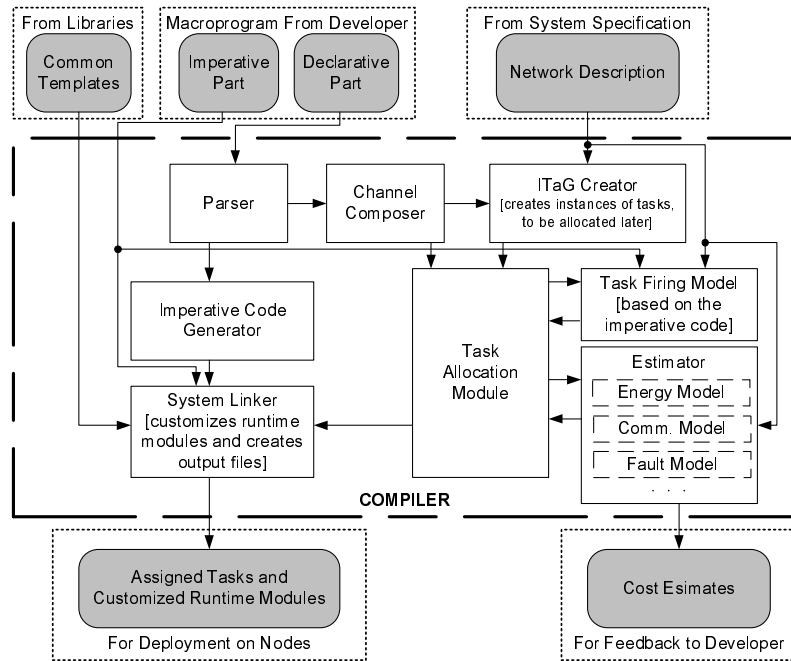 From Libraries
Macroprogram From Developer
From System Specification
Common
Templates
Imperative
Part
Declarative
Part
Network Description
Parser
Channel
Composer
ITaG Creator
[creates instances of tasks,
to be allocated later]
Imperative Code
Generator
Task
Allocation
Module
Task Firing Model
[based on the
imperative code]
Estimator
Energy Model
Comm. Model
Fault Model
. . .
System Linker
[customizes runtime
modules and creates
output files]
COMPILER
Assigned Tasks and
Customized Runtime Modules
For Deployment on Nodes
Cost Esimates
For Feedback to Developer